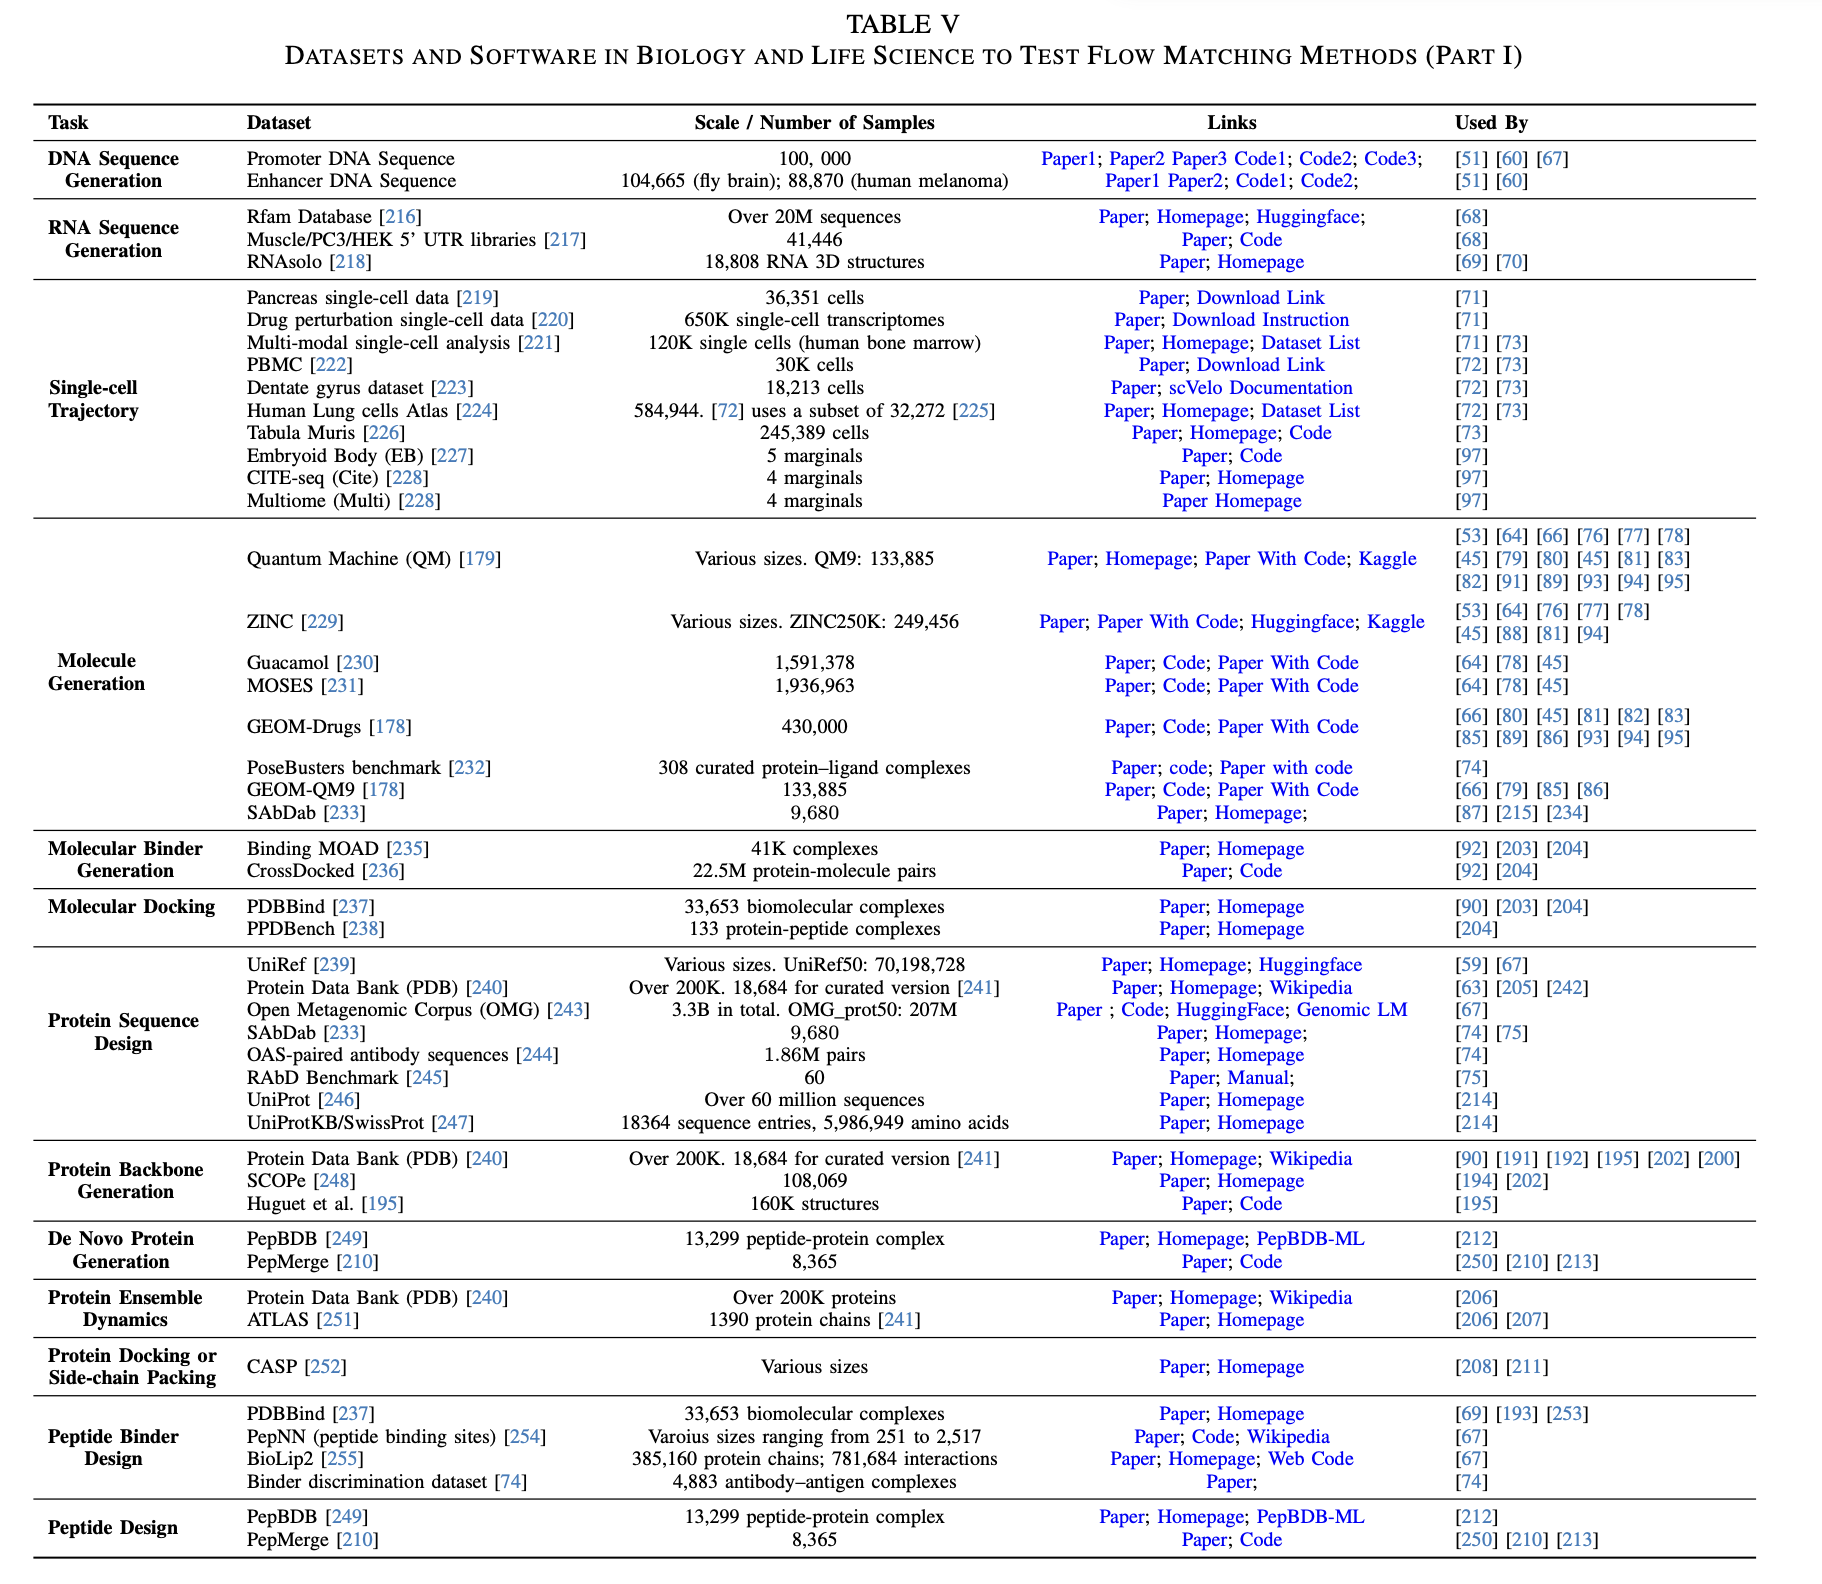 TABLE V
DATASETS AND SOFTWARE IN BIOLOGY AND LIFE SCIENCE TO TEST FLOW MATCHING METHODS (PART I)
Task Dataset Scale / Number of Samples Links Used By
DNA Sequence Generation
Promoter DNA Sequence 100, 000 Paper1; Paper2 Paper3 Code1; Code2; Code3; [51] [60] [67]
Enhancer DNA Sequence 104,665 (fly brain); 88,870 (human melanoma) Paper1 Paper2; Code1; Code2; [51] [60]
RNA Sequence Generation
Rfam Database [216] Over 20M sequences Paper; Homepage; Huggingface; [68]
Muscle/PC3/HEK 5’ UTR libraries [217] 41,446 Paper; Code [68]
RNAsolo [218] 18,808 RNA 3D structures Paper; Homepage [69] [70]
Single-cell Trajectory
Pancreas single-cell data [219] 36,351 cells Paper; Download Link [71]
Drug perturbation single-cell data [220] 650K single-cell transcriptomes Paper; Download Instruction [71]
Multi-modal single-cell analysis [221] 120K single cells (human bone marrow) Paper; Homepage; Dataset List [71] [73]
PBMC [222] 30K cells Paper; Download Link [72] [73]
Dentate gyrus dataset [223] 18,213 cells Paper; scVelo Documentation [72] [73]
Human Lung cells Atlas [224] 584,944. [72] uses a subset of 32,272 [225] Paper; Homepage; Dataset List [72] [73]
Tabula Muris [226] 245,389 cells Paper; Homepage; Code [73]
Embryoid Body (EB) [227] 5 marginals Paper; Code [97]
CITE-seq (Cite) [228] 4 marginals Paper; Homepage [97]
Multiome (Multi) [228] 4 marginals Paper Homepage [97]
Molecule Generation
Quantum Machine (QM) [179] Various sizes. QM9: 133,885 Paper; Homepage; Paper With Code; Kaggle [53] [64] [66] [76] [77] [78]
[45] [79] [80] [45] [81] [83]
[82] [91] [89] [93] [94] [95]
ZINC [229] Various sizes. ZINC250K: 249,456 Paper; Paper With Code; Huggingface; Kaggle [53] [64] [76] [77] [78]
[45] [88] [81] [94]
Guacamol [230] 1,591,378 Paper; Code; Paper With Code [64] [78] [45]
MOSES [231] 1,936,963 Paper; Code; Paper With Code [64] [78] [45]
GEOM-Drugs [178] 430,000 Paper; Code; Paper With Code [66] [80] [45] [81] [82] [83]
[85] [89] [86] [93] [94] [95]
PoseBusters benchmark [232] 308 curated protein–ligand complexes Paper; code; Paper with code [74]
GEOM-QM9 [178] 133,885 Paper; Code; Paper With Code [66] [79] [85] [86]
SAbDab [233] 9,680 Paper; Homepage; [87] [215] [234]
Molecular Binder Generation
Binding MOAD [235] 41K complexes Paper; Homepage [92] [203] [204]
CrossDocked [236] 22.5M protein-molecule pairs Paper; Code [92] [204]
Molecular Docking
PDBBind [237] 33,653 biomolecular complexes Paper; Homepage [90] [203] [204]
PPDBench [238] 133 protein-peptide complexes Paper; Homepage [204]
Protein Sequence Design
UniRef [239] Various sizes. UniRef50: 70,198,728 Paper; Homepage; Huggingface [59] [67]
Protein Data Bank (PDB) [240] Over 200K. 18,684 for curated version [241] Paper; Homepage; Wikipedia [63] [205] [242]
Open Metagenomic Corpus (OMG) [243] 3.3B in total. OMG_prot50: 207M Paper ; Code; HuggingFace; Genomic LM [67]
SAbDab [233] 9,680 Paper; Homepage; [74] [75]
OAS-paired antibody sequences [244] 1.86M pairs Paper; Homepage [74]
RAbD Benchmark [245] 60 Paper; Manual; [75]
UniProt [246] Over 60 million sequences Paper; Homepage [214]
UniProtKB/SwissProt [247] 18364 sequence entries, 5,986,949 amino acids Paper; Homepage [214]
Protein Backbone Generation
Protein Data Bank (PDB) [240] Over 200K. 18,684 for curated version [241] Paper; Homepage; Wikipedia [90] [191] [192] [195] [202] [200]
SCOPe [248] 108,069 Paper; Homepage [194] [202]
Huguet et al. [195] 160K structures Paper; Code [195]
De Novo Protein Generation
PepBDB [249] 13,299 peptide-protein complex Paper; Homepage; PepBDB-ML [212]
PepMerge [210] 8,365 Paper; Code [250] [210] [213]
Protein Ensemble Dynamics
Protein Data Bank (PDB) [240] Over 200K proteins Paper; Homepage; Wikipedia [206]
ATLAS [251] 1390 protein chains [241] Paper; Homepage [206] [207]
Protein Docking or Side-chain Packing
CASP [252] Various sizes Paper; Homepage [208] [211]
Peptide Binder Design
PDBBind [237] 33,653 biomolecular complexes Paper; Homepage [69] [193] [253]
PepNN (peptide binding sites) [254] Varoius sizes ranging from 251 to 2,517 Paper; Code; Wikipedia [67]
BioLip2 [255] 385,160 protein chains; 781,684 interactions Paper; Homepage; Web Code [67]
Binder discrimination dataset [74] 4,883 antibody–antigen complexes Paper; [74]
Peptide Design
PepBDB [249] 13,299 peptide-protein complex Paper; Homepage; PepBDB-ML [212]
PepMerge [210] 8,365 Paper; Code [250] [210] [213]